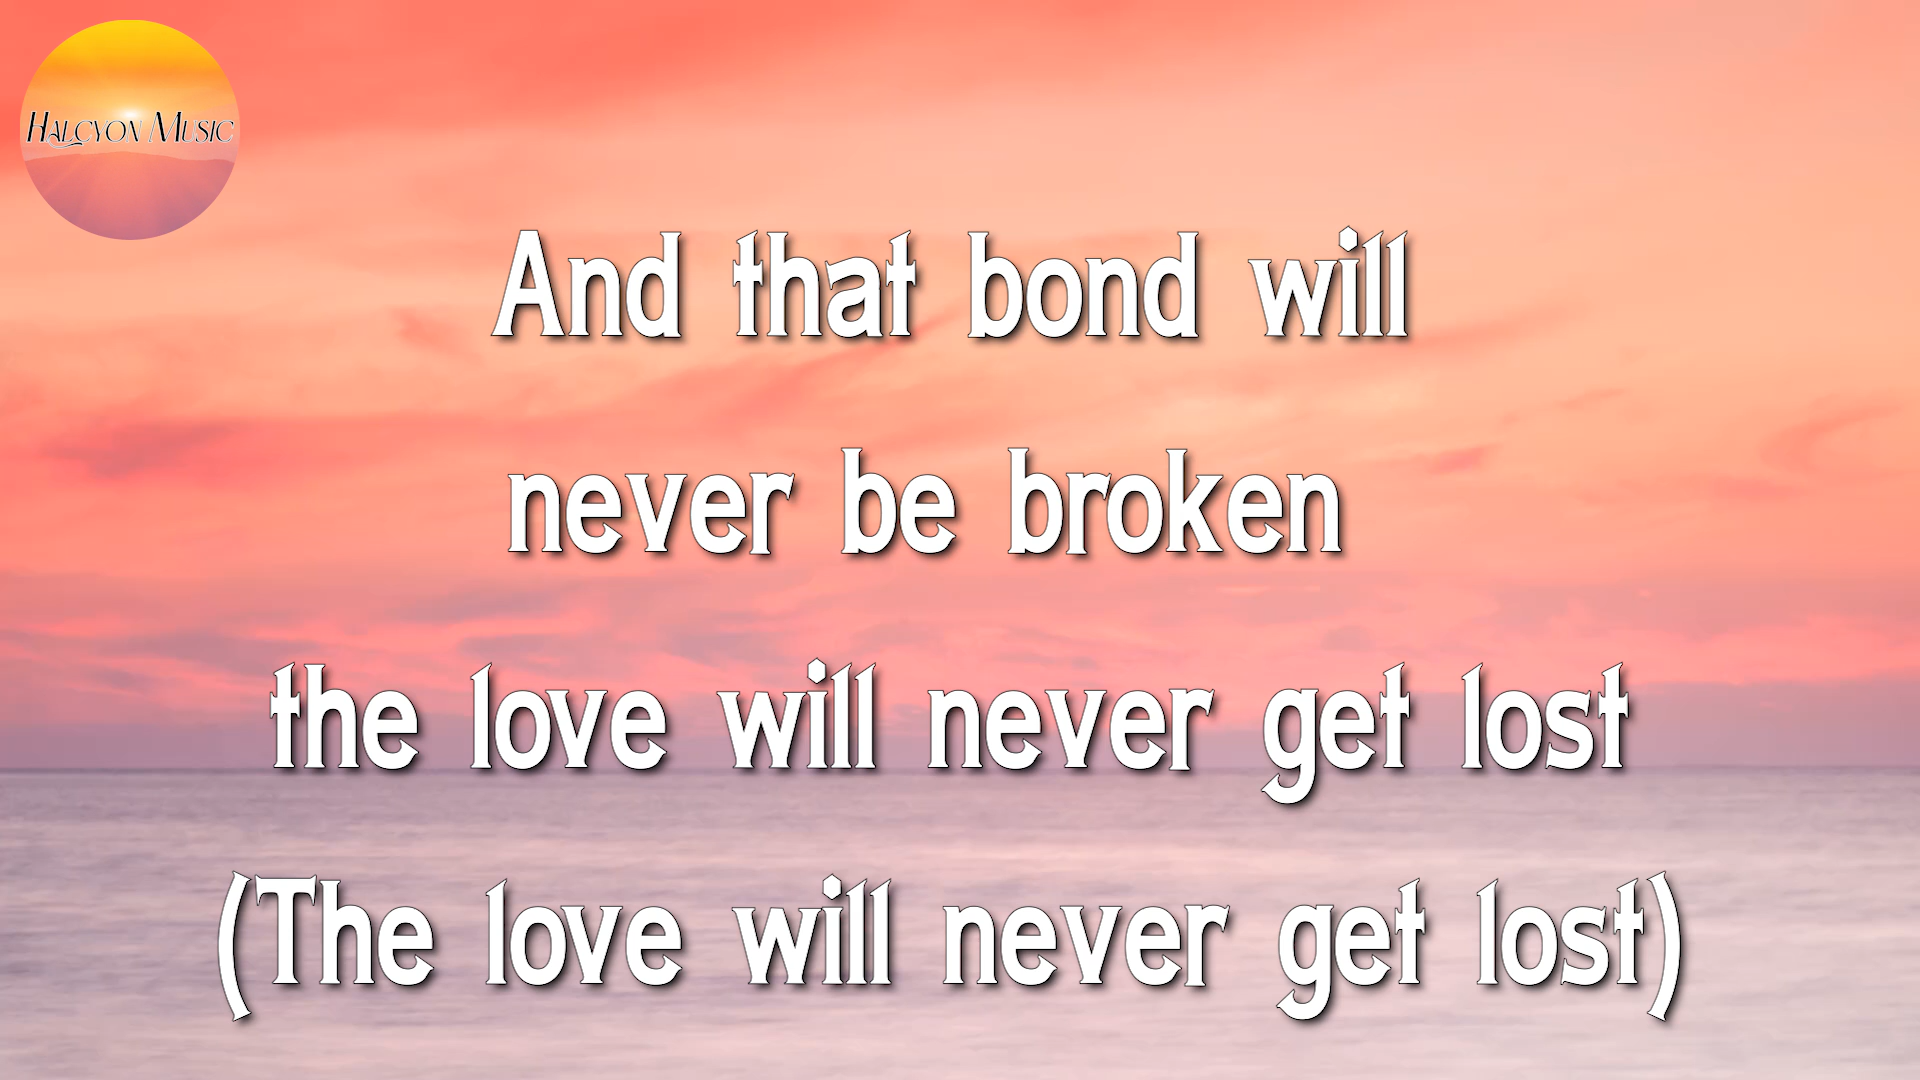 HALCYON MUSIC
And that bond will
never be broken
the love will never get lost
(The love will never get lost)